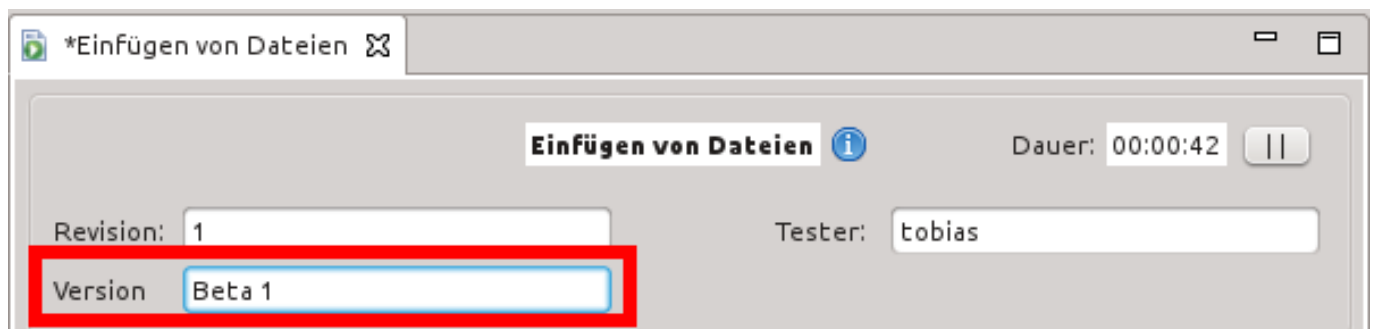 *Einfügen von Dateien
Einfügen von Dateien Dauer: 00:00:42
Revision: 1 Tester: tobias
Version Beta 1